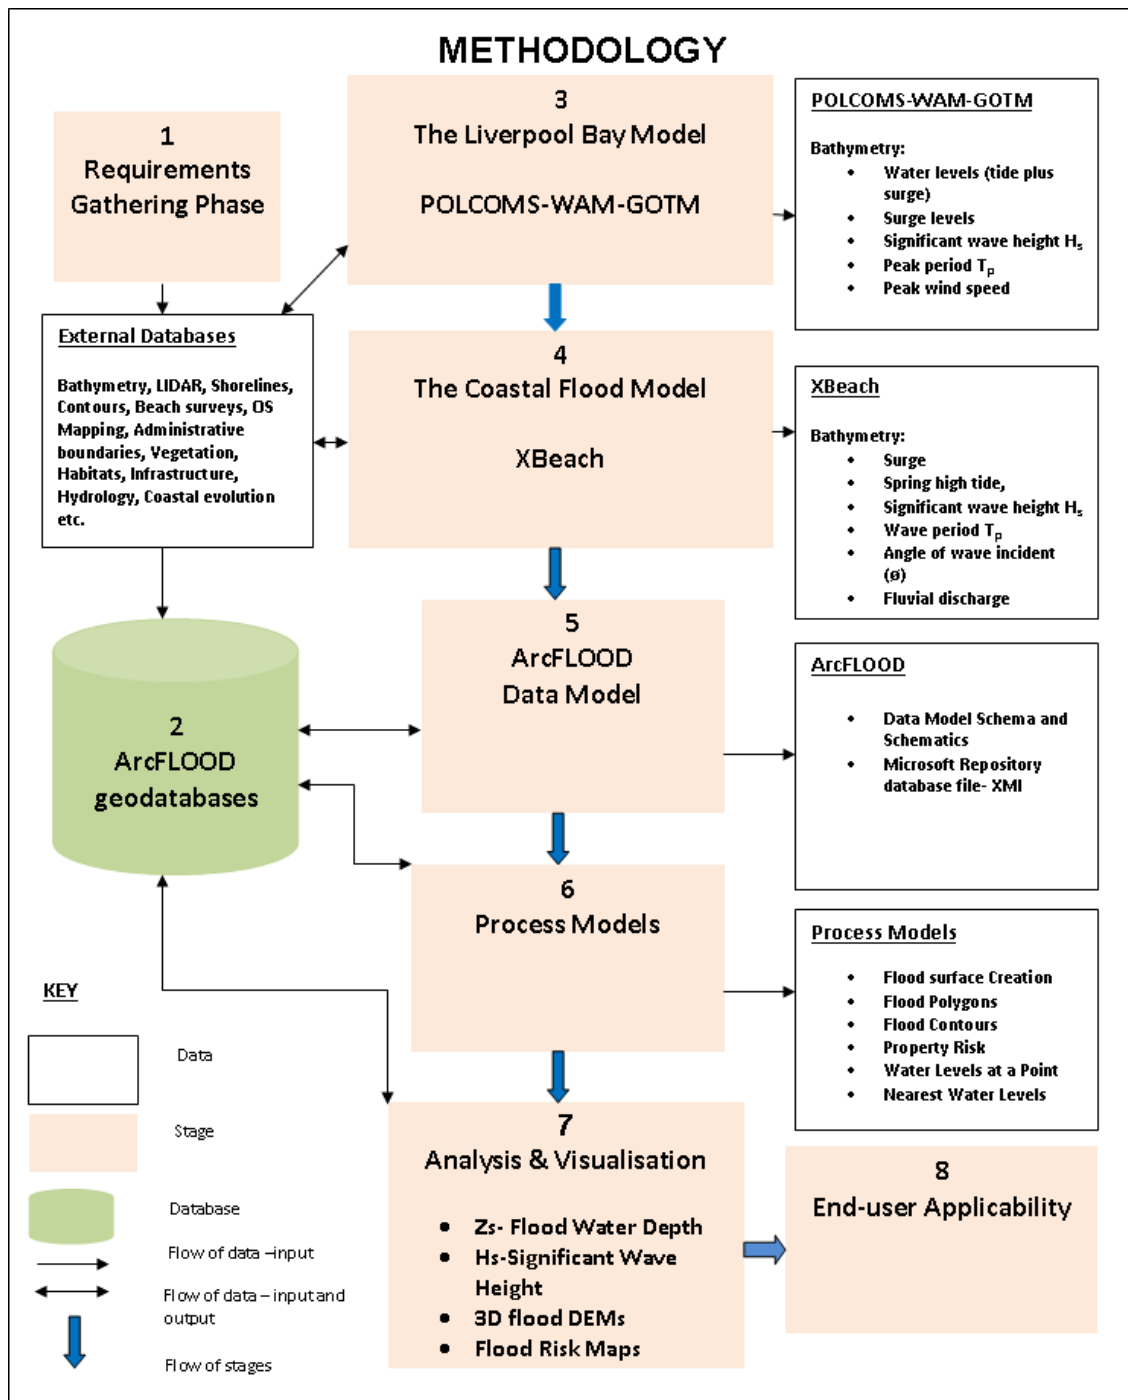 METHODOLOGY
1
Requirements
Gathering Phase
3
The Liverpool Bay Model
POLCOMS-WAM-GOTM
POLCOMS-WAM-GOTM
Bathymetry:
• Water levels (tide plus
surge)
• Surge levels
• Significant wave height Hs
• Peak period Tp
• Peak wind speed
External Databases
Bathymetry, LIDAR, Shorelines,
Contours, Beach surveys, OS
Mapping, Administrative
boundaries, Vegetation,
Habitats, Infrastructure,
Hydrology, Coastal evolution
etc.
4
The Coastal Flood Model
XBeach
XBeach
Bathymetry:
• Surge
• Spring high tide,
• Significant wave height Hs
• Wave period Tp
• Angle of wave incident
(ø)
• Fluvial discharge
2
ArcFLOOD
geodatabases
5
ArcFLOOD
Data Model
ArcFLOOD
• Data Model Schema and
Schematics
• Microsoft Repository
database file- XMI
6
Process Models
Process Models
• Flood surface Creation
• Flood Polygons
• Flood Contours
• Property Risk
• Water Levels at a Point
• Nearest Water Levels
KEY
Data
Stage
Database
Flow of data –input
Flow of data – input and
output
Flow of stages
7
Analysis & Visualisation
• Zs- Flood Water Depth
• Hs-Significant Wave
Height
• 3D flood DEMs
• Flood Risk Maps
8
End-user Applicability